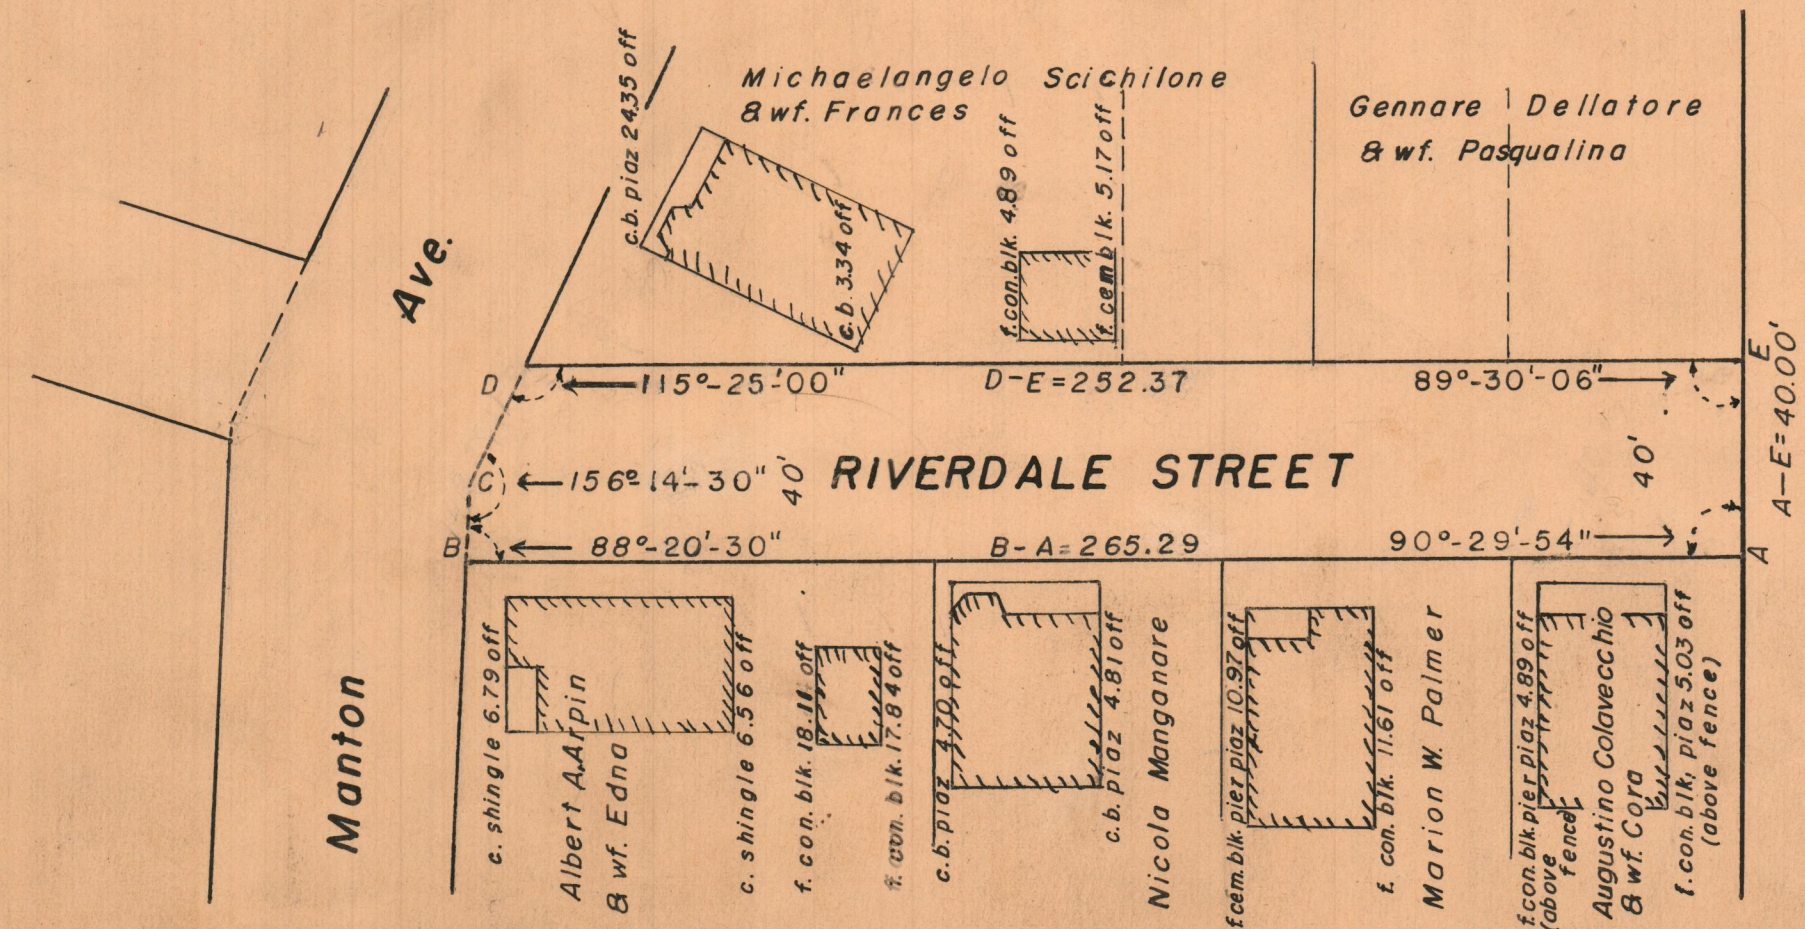 c.b. piaz 24.35 off
Michaelangelo Scichilone
& wf. Frances
Gennare Dellatore
& wf. Pasqualina
c.b. 3.34 off
f. con. blk. 4.89 off
f. cem blk. 5.17 off
Manton Ave.
D
115°-25'-00"
D-E=252.37
89°-30'-06"
E
A-E=40.00'
C
156°-14'-30"
40'
RIVERDALE STREET
40'
B
88°-20'-30"
B-A=265.29
90°-29'-54"
A
c. shingle 6.79 off
Albert A. Arpin
& wf. Edna
c. shingle 6.56 off
f. con. blk. 18.11 off
f. con. blk. 17.84 off
c.b. piaz 4.70 off
c.b. piaz 4.81 off
Nicola Manganare
f. cem. blk. pier piaz 10.97 off
f. con. blk. 11.61 off
Marion W. Palmer
f. con. blk. pier piaz 4.89 off
(above
fence)
Augustino Colavecchio
& wf. Cora
f. con. blk, piaz 5.03 off
(above fence)